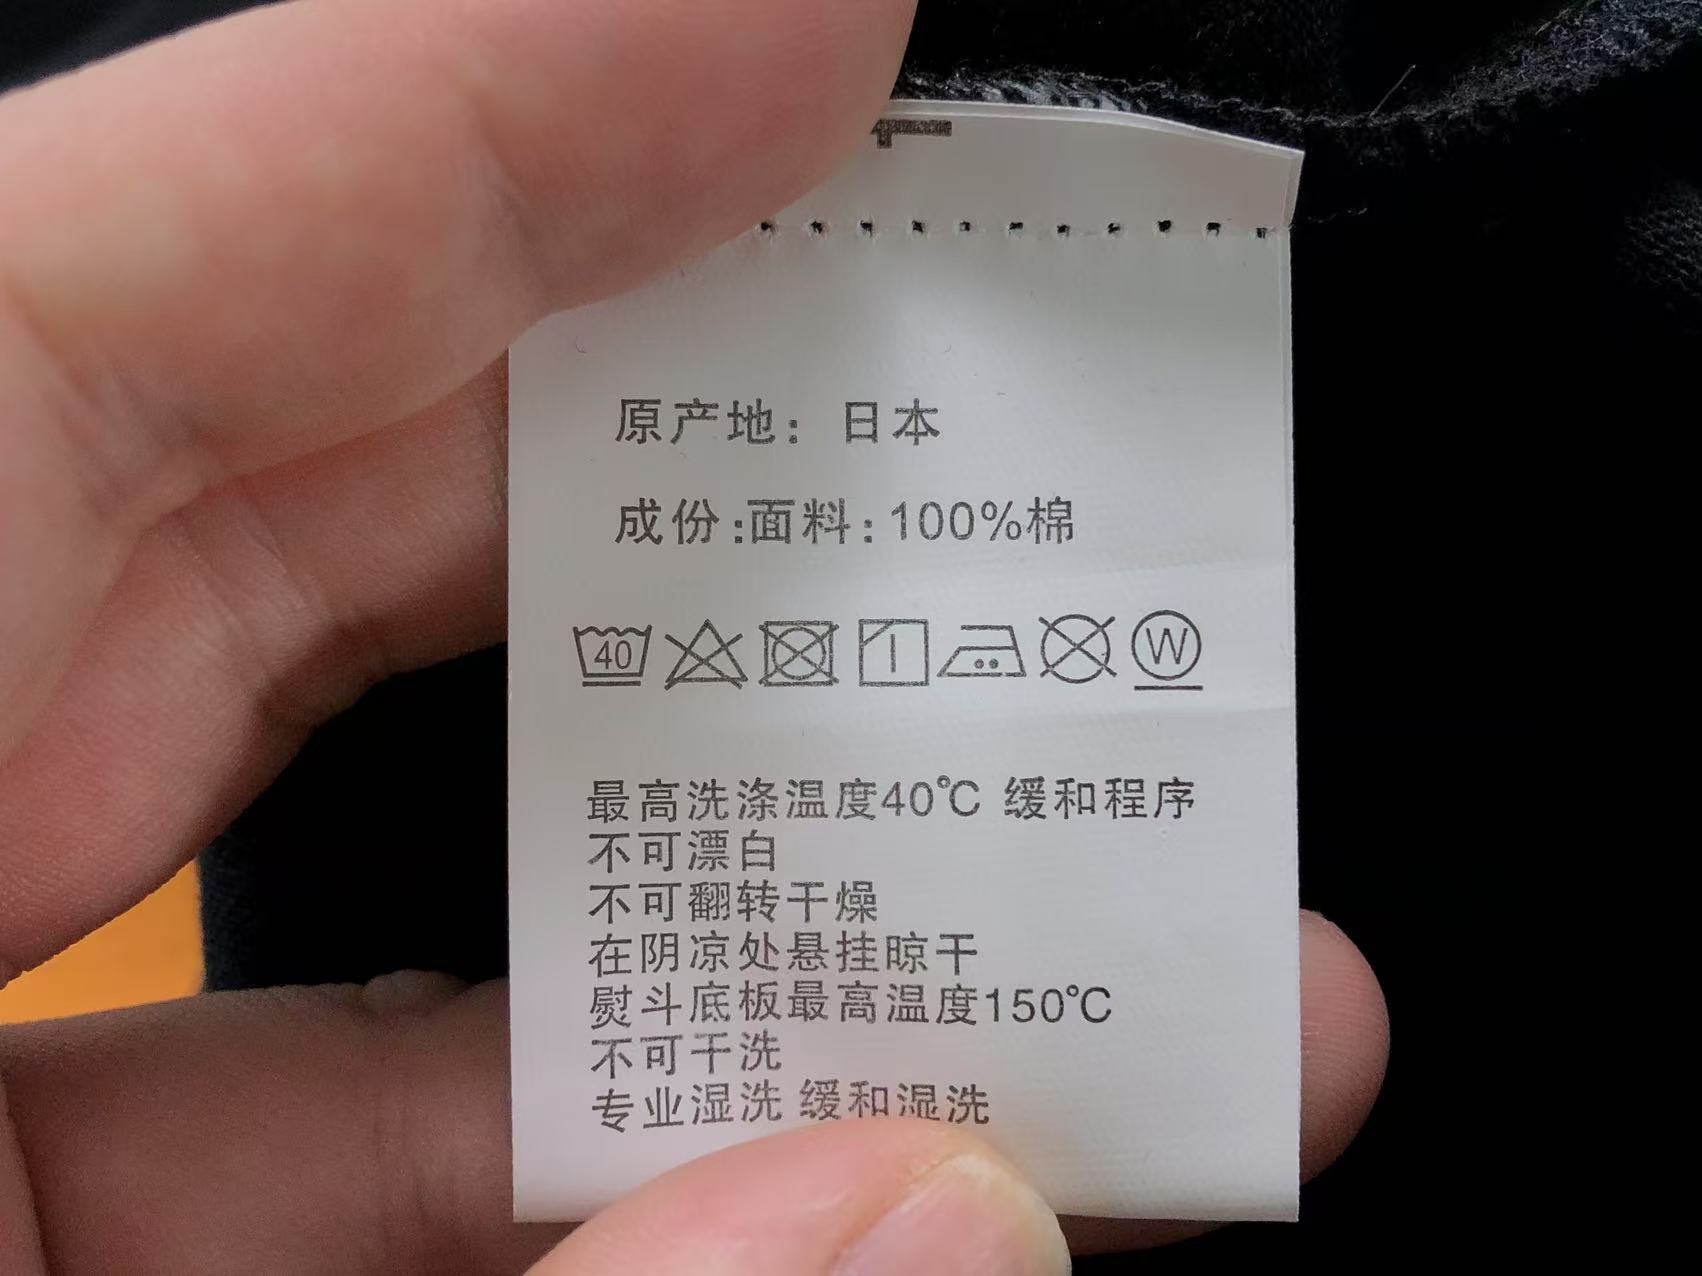 原产地：日本
成份:面料:100%棉
40 W
最高洗涤温度40℃ 缓和程序
不可漂白
不可翻转干燥
在阴凉处悬挂晾干
熨斗底板最高温度150℃
不可干洗
专业湿洗 缓和湿洗